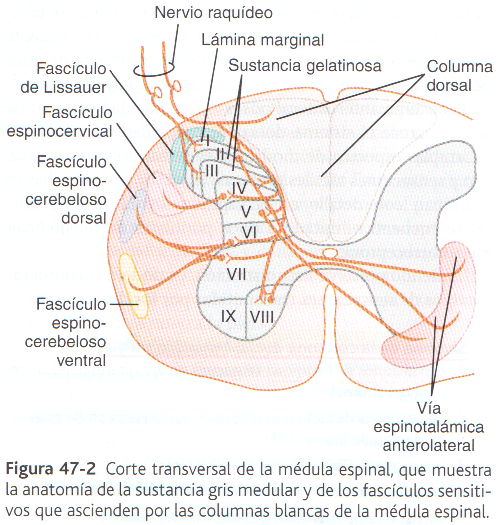 Nervio raquídeo
Lámina marginal
Sustancia gelatinosa
Fascículo
de Lissauer
Columna
dorsal
Fascículo
espinocervical
Fascículo
espino-
cerebeloso
dorsal
I
II
III
IV
V
VI
VII
IX
VIII
Fascículo
espino-
cerebeloso
ventral
Vía
espinotalámica
anterolateral
Figura 47-2 Corte transversal de la médula espinal, que muestra
la anatomía de la sustancia gris medular y de los fascículos sensiti-
vos que ascienden por las columnas blancas de la médula espinal.